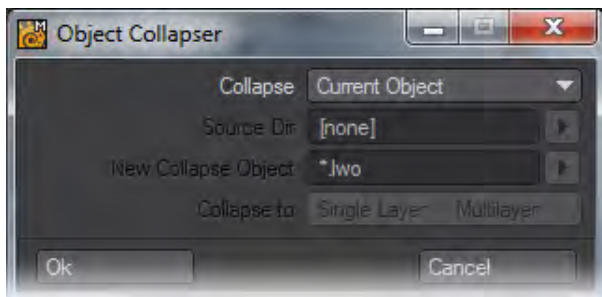 Object Collapser
Collapse Current Object
Source Dir [none]
New Collapse Object *.lwo
Collapse to Single Layer Multilayer
Ok Cancel